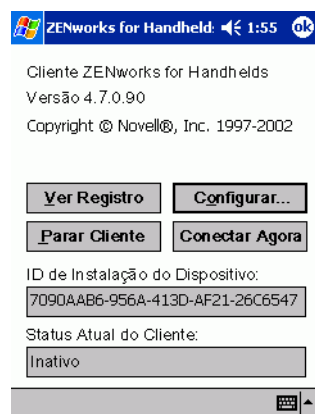 ZENworks for Handheld: 1:55 ok
Cliente ZENworks for Handhelds
Versão 4.7.0.90
Copyright © Novell®, Inc. 1997-2002
Ver Registro Configurar...
Parar Cliente Conectar Agora
ID de Instalação do Dispositivo:
7090AAB6-956A-413D-AF21-26C6547
Status Atual do Cliente:
Inativo